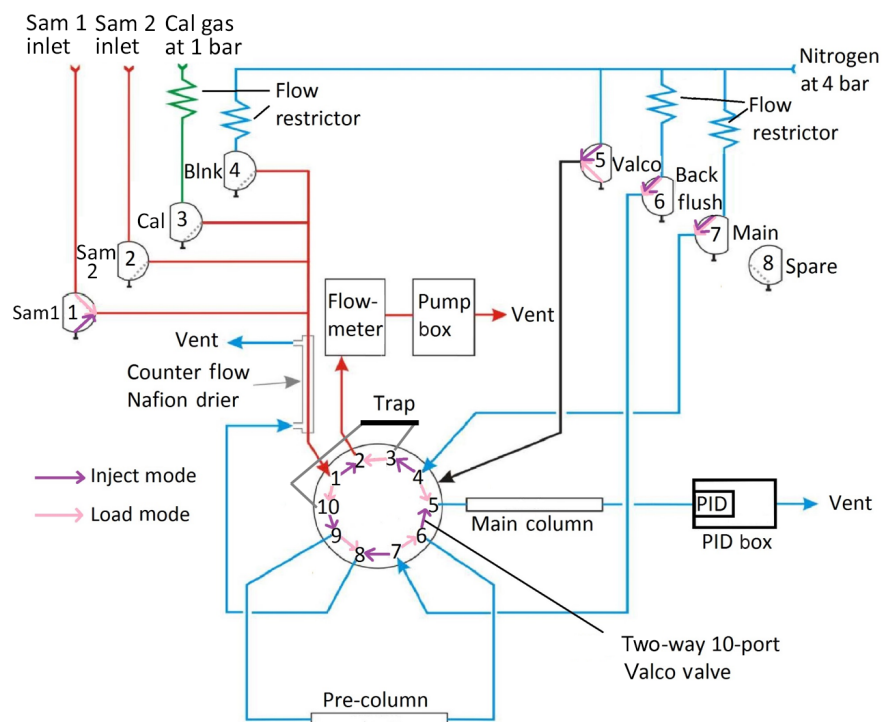 Sam 1 Sam 2 Cal gas
inlet inlet at 1 bar
Nitrogen
at 4 bar
Flow
restrictor
Flow
restrictor
Blnk 4
5 Valco
Back
flush
6
Cal 3
7 Main
Sam
2
2
8 Spare
Sam1 1
Flow-
meter
Pump
box
Vent
Vent
Counter flow
Nafion drier
Trap
Inject mode
Load mode
1
2
3
4
5
6
7
8
9
10
Main column
PID
PID box
Vent
Two-way 10-port
Valco valve
Pre-column